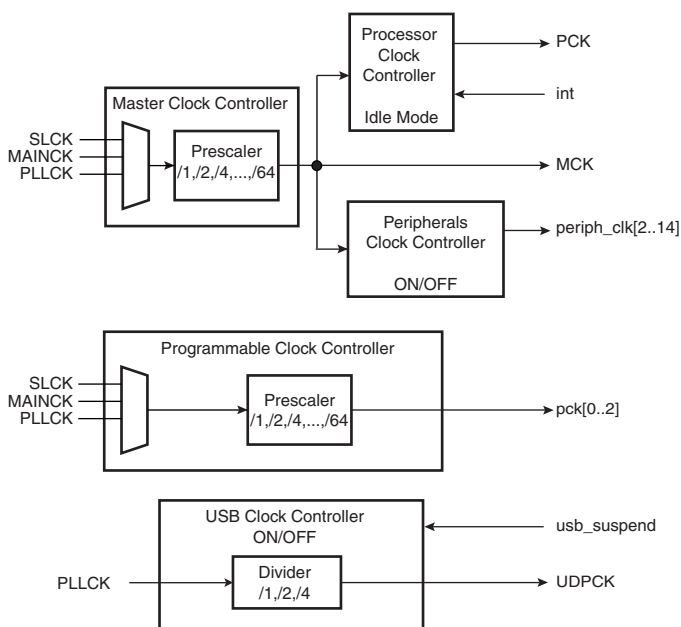 Processor
Clock
Controller
Idle Mode
PCK
int
Master Clock Controller
SLCK
MAINCK
PLLCK
Prescaler
/1,/2,/4,...,/64
MCK
Peripherals
Clock Controller
ON/OFF
periph_clk[2..14]
Programmable Clock Controller
SLCK
MAINCK
PLLCK
Prescaler
/1,/2,/4,...,/64
pck[0..2]
USB Clock Controller
ON/OFF
usb_suspend
PLLCK
Divider
/1,/2,/4
UDPCK